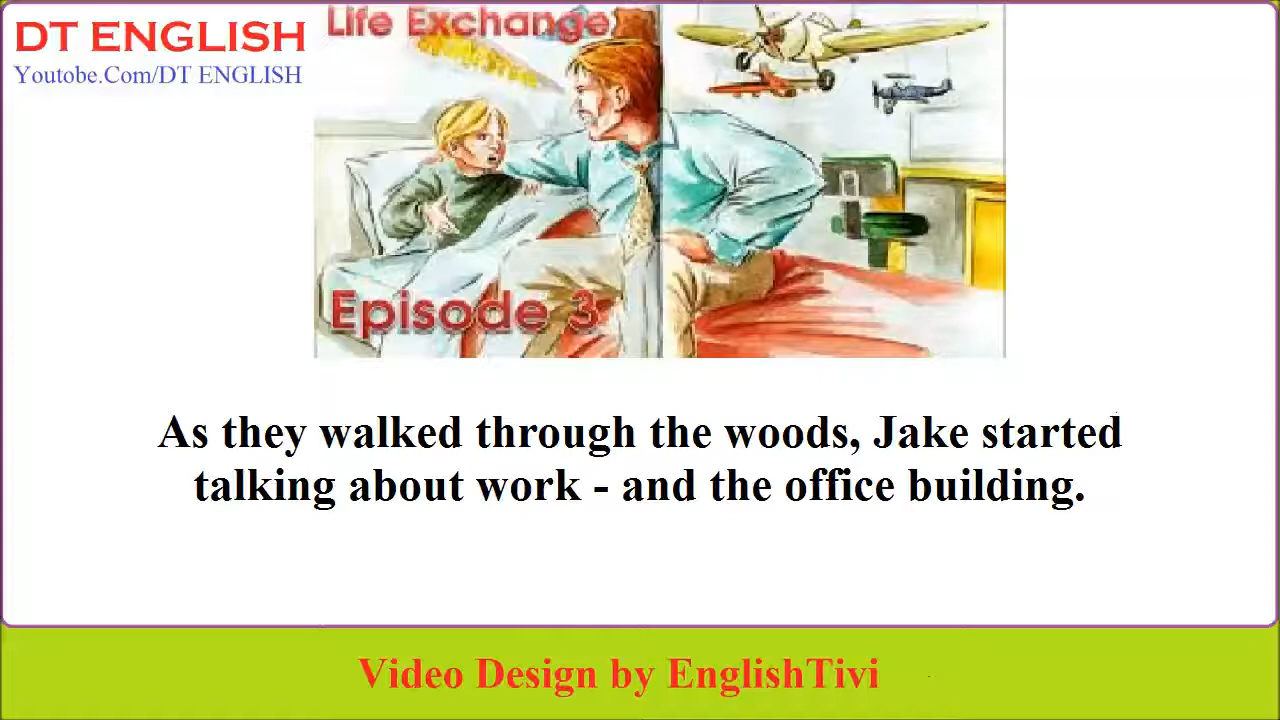 DT ENGLISH
Youtobe.Com/DT ENGLISH
Life Exchange
Episode 3
As they walked through the woods, Jake started
talking about work - and the office building.
Video Design by EnglishTivi